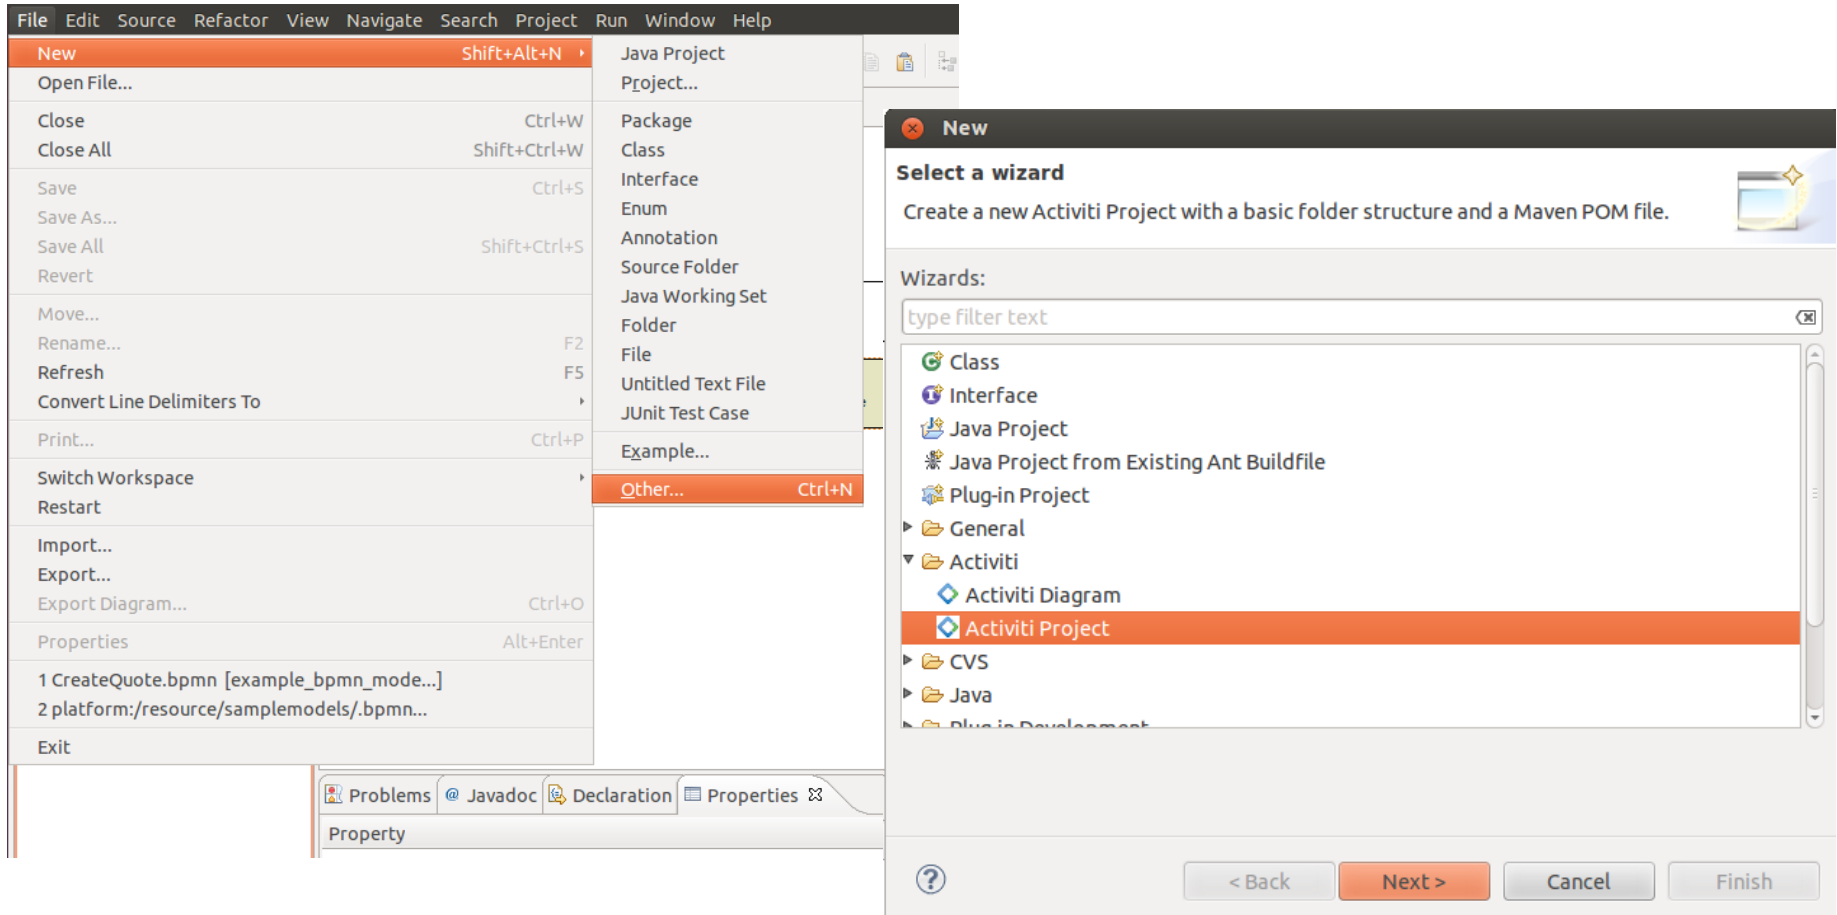 File Edit Source Refactor View Navigate Search Project Run Window Help
New Shift+Alt+N
Open File...
Close Ctrl+W
Close All Shift+Ctrl+W
Save Ctrl+S
Save As...
Save All Shift+Ctrl+S
Revert
Move...
Rename... F2
Refresh F5
Convert Line Delimiters To
Print... Ctrl+P
Switch Workspace
Restart
Import...
Export...
Export Diagram... Ctrl+O
Properties Alt+Enter
1 CreateQuote.bpmn [example_bpmn_mode...]
2 platform:/resource/samplemodels/.bpmn...
Exit
Java Project
Project...
Package
Class
Interface
Enum
Annotation
Source Folder
Java Working Set
Folder
File
Untitled Text File
JUnit Test Case
Example...
Other... Ctrl+N
Problems @ Javadoc Declaration Properties
Property
New
Select a wizard
Create a new Activiti Project with a basic folder structure and a Maven POM file.
Wizards:
type filter text
Class
Interface
Java Project
Java Project from Existing Ant Buildfile
Plug-in Project
General
Activiti
Activiti Diagram
Activiti Project
CVS
Java
Plug-in Development
? < Back Next > Cancel Finish